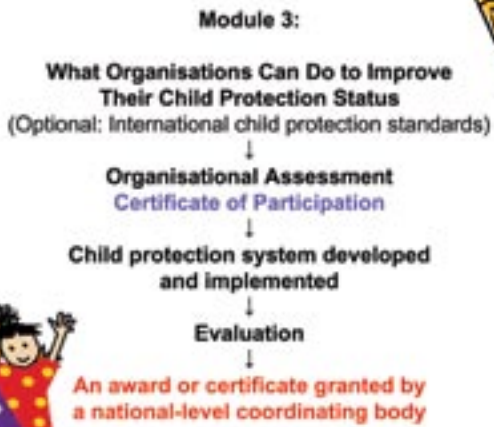 Module 3:
What Organisations Can Do to Improve
Their Child Protection Status
(Optional: International child protection standards)
↓
Organisational Assessment
Certificate of Participation
↓
Child protection system developed
and implemented
↓
Evaluation
↓
An award or certificate granted by
a national-level coordinating body